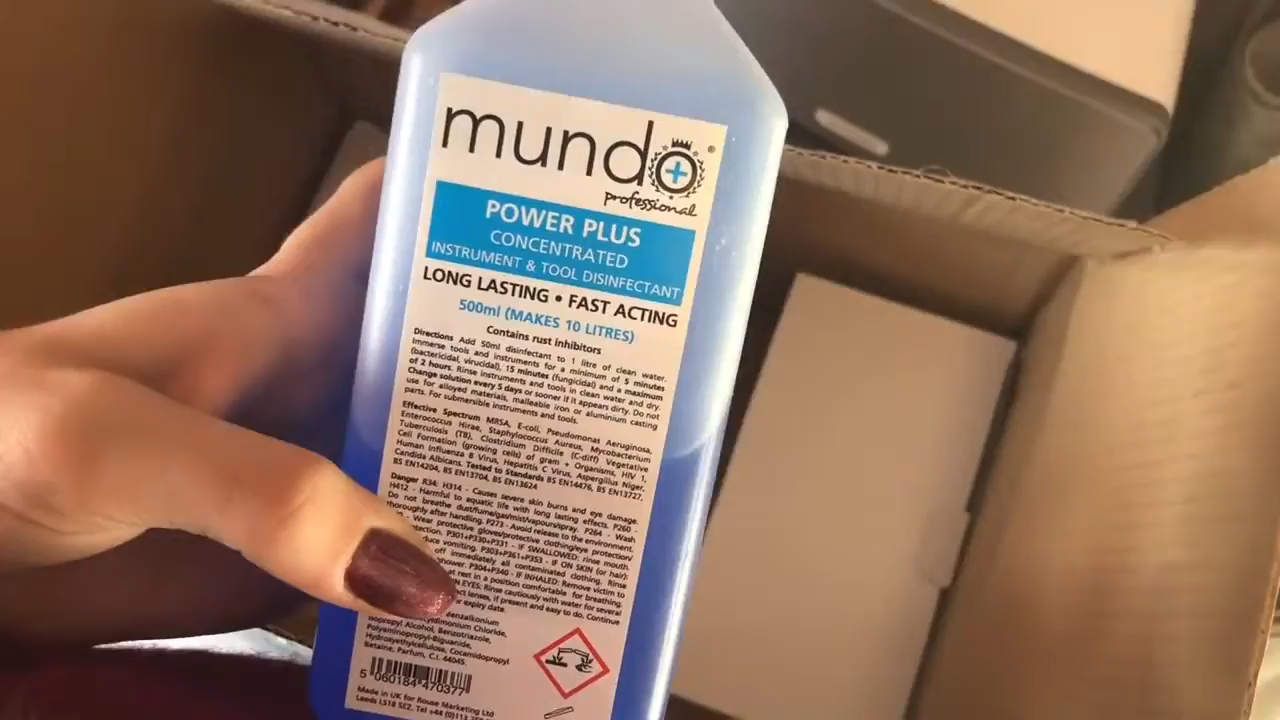 mundo®
professional
POWER PLUS
CONCENTRATED
INSTRUMENT & TOOL DISINFECTANT
LONG LASTING • FAST ACTING
500ml (MAKES 10 LITRES)
Contains rust inhibitors
Directions Add 50ml disinfectant to 1 litre of clean water.
Immerse tools and instruments for a minimum of 5 minutes
(bactericidal, virucidal), 15 minutes (fungicidal) and a maximum
of 2 hours. Rinse instruments and tools in clean water and dry.
Change solution every 5 days or sooner if it appears dirty. Do not
use for alloyed materials, malleable iron or aluminium casting
parts. For submersible instruments and tools.
Effective Spectrum MRSA, E-coli, Pseudomonas Aeruginosa,
Enterococcus Hirae, Staphylococcus Aureus, Mycobacterium
Tuberculosis (TB), Clostridium Difficile (C-diff) Vegetative
Cell Formation (growing cells) of gram + Organisms, HIV 1,
Human Influenza B Virus, Hepatitis C Virus, Aspergillus Niger,
Candida Albicans. Tested to Standards BS EN14476, BS EN13727,
BS EN14204, BS EN13704, BS EN13624
Danger R34: H314 - Causes severe skin burns and eye damage.
H412 - Harmful to aquatic life with long lasting effects. P260 -
Do not breathe dust/fume/gas/mist/vapours/spray. P264 - Wash
thoroughly after handling. P273 - Avoid release to the environment.
- Wear protective gloves/protective clothing/eye protection/
P301+P330+P331 - IF SWALLOWED: rinse mouth.
vomiting. P303+P361+P353 - IF ON SKIN (or hair):
off immediately all contaminated clothing. Rinse
P304+P340 - IF INHALED: Remove victim to
at rest in a position comfortable for breathing.
EYES: Rinse cautiously with water for several
lenses, if present and easy to do. Continue
expiry date.
Chloride,
Isopropyl Alcohol, Benzotriazole,
Polyeminopropyl-Biguanide,
Hydroxyethylcellulose, Cocamidopropyl
Betaine, Parfum, C.I. 44045.
5 060184 470377
Made in UK for Rouse Marketing Ltd
Leeds LS18 5EZ. Tel +44 (0)113